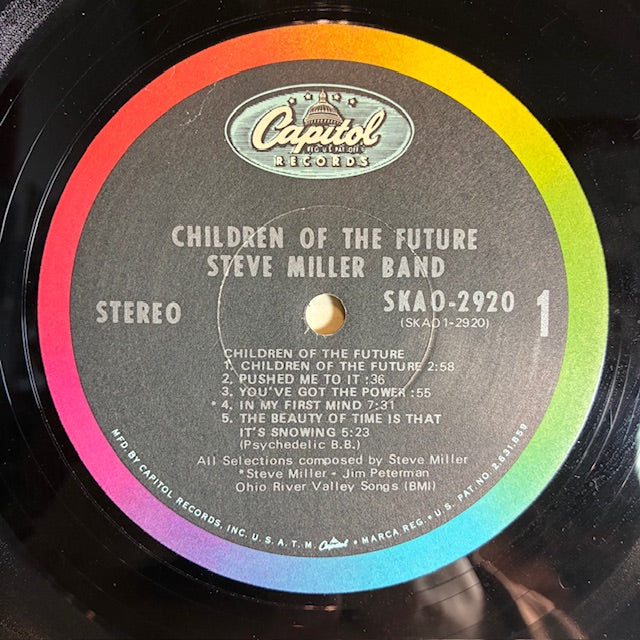 Capitol
REG. U.S. PAT. OFF.
RECORDS
CHILDREN OF THE FUTURE
STEVE MILLER BAND
STEREO
SKAO-2920
(SKAO1-2920)
1
CHILDREN OF THE FUTURE
1. CHILDREN OF THE FUTURE 2:58
2. PUSHED ME TO IT :36
3. YOU'VE GOT THE POWER :55
* 4. IN MY FIRST MIND 7:31
5. THE BEAUTY OF TIME IS THAT
IT'S SNOWING 5:23
(Psychedelic B.B.)
All Selections composed by Steve Miller
* Steve Miller - Jim Peterman
Ohio River Valley Songs (BMI)
MFD. BY CAPITOL RECORDS, INC. U.S.A. T.M. Capitol • MARCA REG. • U.S. PAT. NO. 2,631,859